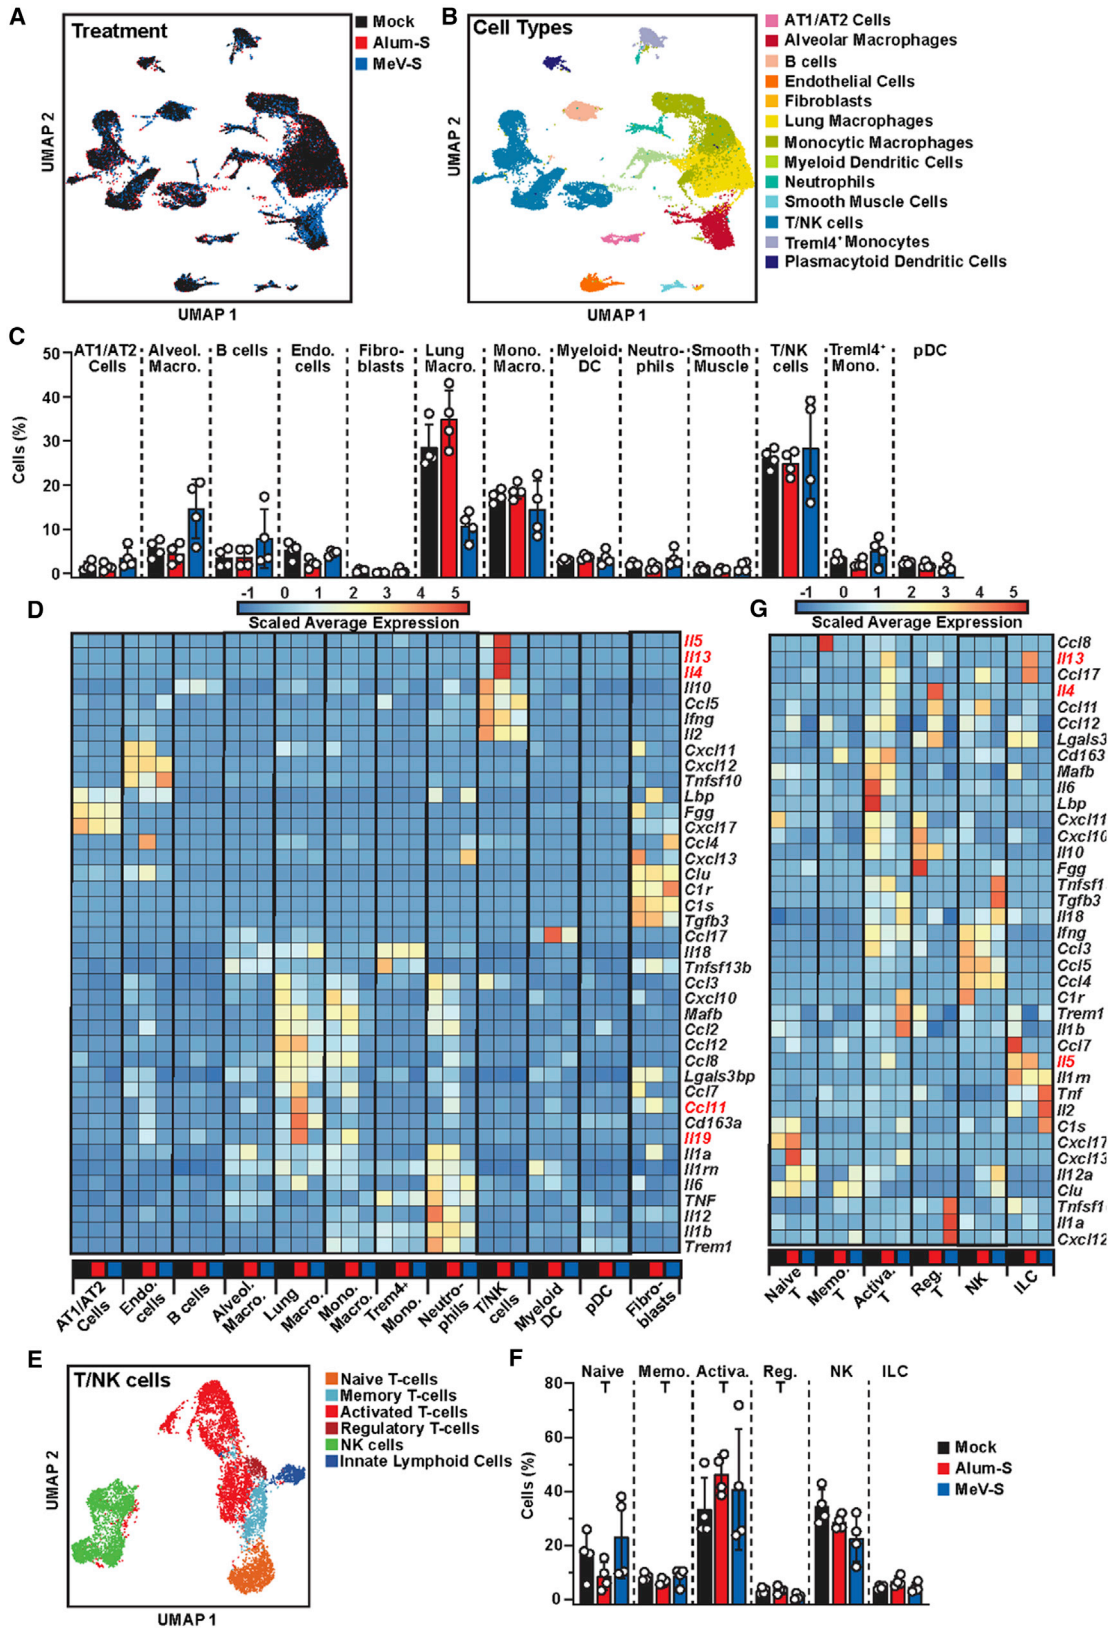 A
Treatment
UMAP 2
UMAP 1
Mock
Alum-S
MeV-S
B
Cell Types
UMAP 2
UMAP 1
AT1/AT2 Cells
Alveolar Macrophages
B cells
Endothelial Cells
Fibroblasts
Lung Macrophages
Monocytic Macrophages
Myeloid Dendritic Cells
Neutrophils
Smooth Muscle Cells
T/NK cells
Treml4+ Monocytes
Plasmacytoid Dendritic Cells
C
Cells (%)
50
40
30
20
10
0
AT1/AT2
Cells
Alveol.
Macro.
B cells
Endo.
cells
Fibro-
blasts
Lung
Macro.
Mono.
Macro.
Myeloid
DC
Neutro-
phils
Smooth
Muscle
T/NK
cells
Treml4+
Mono.
pDC
D
-1 0 1 2 3 4 5
Scaled Average Expression
Il5
Il13
Il4
Il10
Ccl5
Ifng
Il2
Cxcl11
Cxcl12
Tnfsf10
Lbp
Fgg
Cxcl17
Ccl4
Cxcl13
Clu
C1r
C1s
Tgfb3
Ccl17
Il18
Tnfsf13b
Ccl3
Cxcl10
Mafb
Ccl2
Ccl12
Ccl8
Lgals3bp
Ccl7
Ccl11
Cd163a
Il19
Il1a
Il1rn
Il6
TNF
Il12
Il1b
Trem1
AT1/AT2
Cells
Endo.
cells
B cells
Alveol.
Macro.
Lung
Macro.
Mono.
Macro.
Trem4+
Mono.
Neutro-
phils
T/NK
cells
Myeloid
DC
pDC
Fibro-
blasts
G
-1 0 1 2 3 4 5
Scaled Average Expression
Ccl8
Il13
Ccl17
Il4
Ccl11
Ccl12
Lgals3
Cd163
Mafb
Il6
Lbp
Cxcl11
Cxcl10
Il10
Fgg
Tnfsf1
Tgfb3
Il18
Ifng
Ccl3
Ccl5
Ccl4
C1r
Trem1
Il1b
Ccl7
Il5
Il1rn
Tnf
Il2
C1s
Cxcl17
Cxcl13
Il12a
Clu
Tnfsf1
Il1a
Cxcl12
Naive
T
Memo.
T
Activa.
T
Reg.
T
NK
ILC
E
T/NK cells
UMAP 2
UMAP 1
Naive T-cells
Memory T-cells
Activated T-cells
Regulatory T-cells
NK cells
Innate Lymphoid Cells
F
Cells (%)
80
60
40
20
0
Naive
T
Memo.
T
Activa.
T
Reg.
T
NK
ILC
Mock
Alum-S
MeV-S